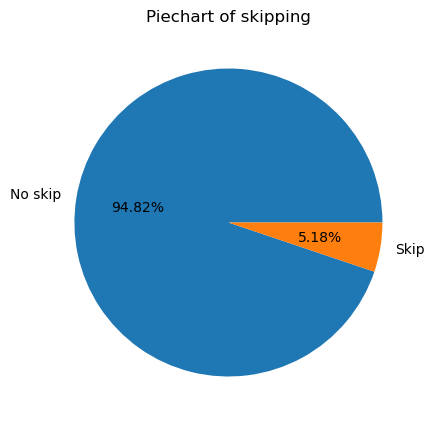 Piechart of skipping
No skip
94.82%
5.18%
Skip